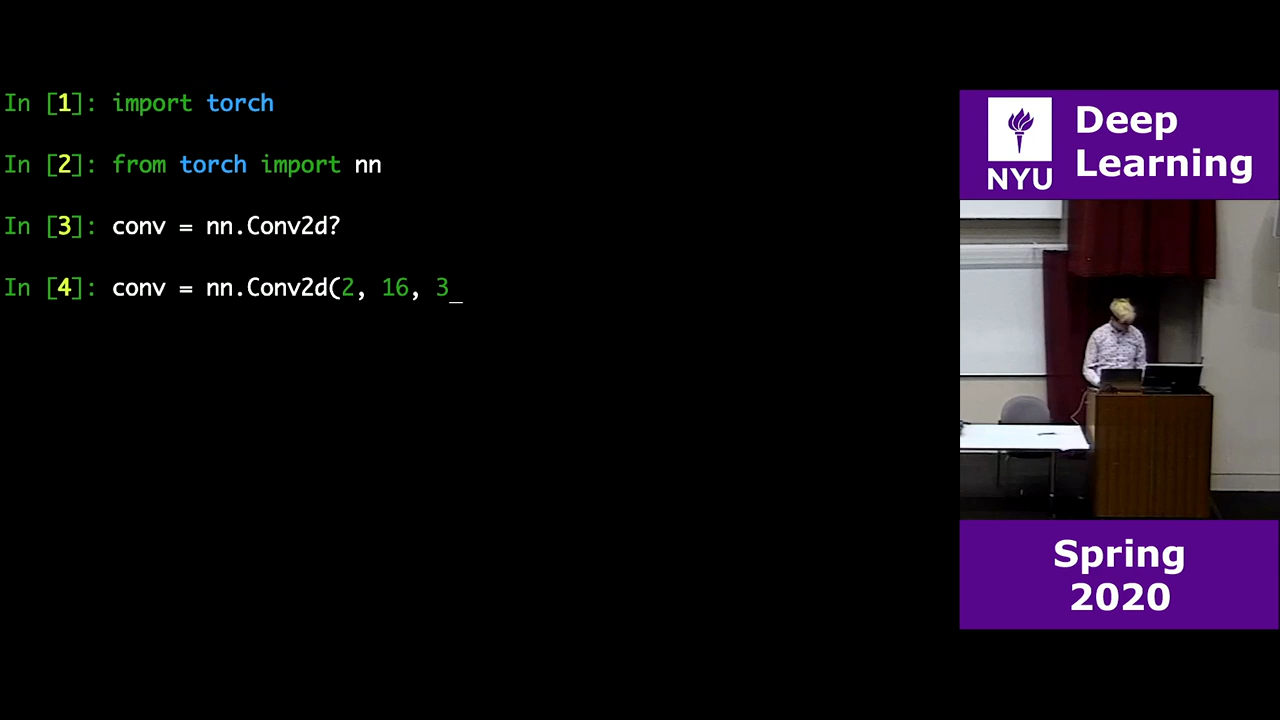 In [1]: import torch
In [2]: from torch import nn
In [3]: conv = nn.Conv2d?
In [4]: conv = nn.Conv2d(2, 16, 3_
NYU
Deep
Learning
Spring
2020